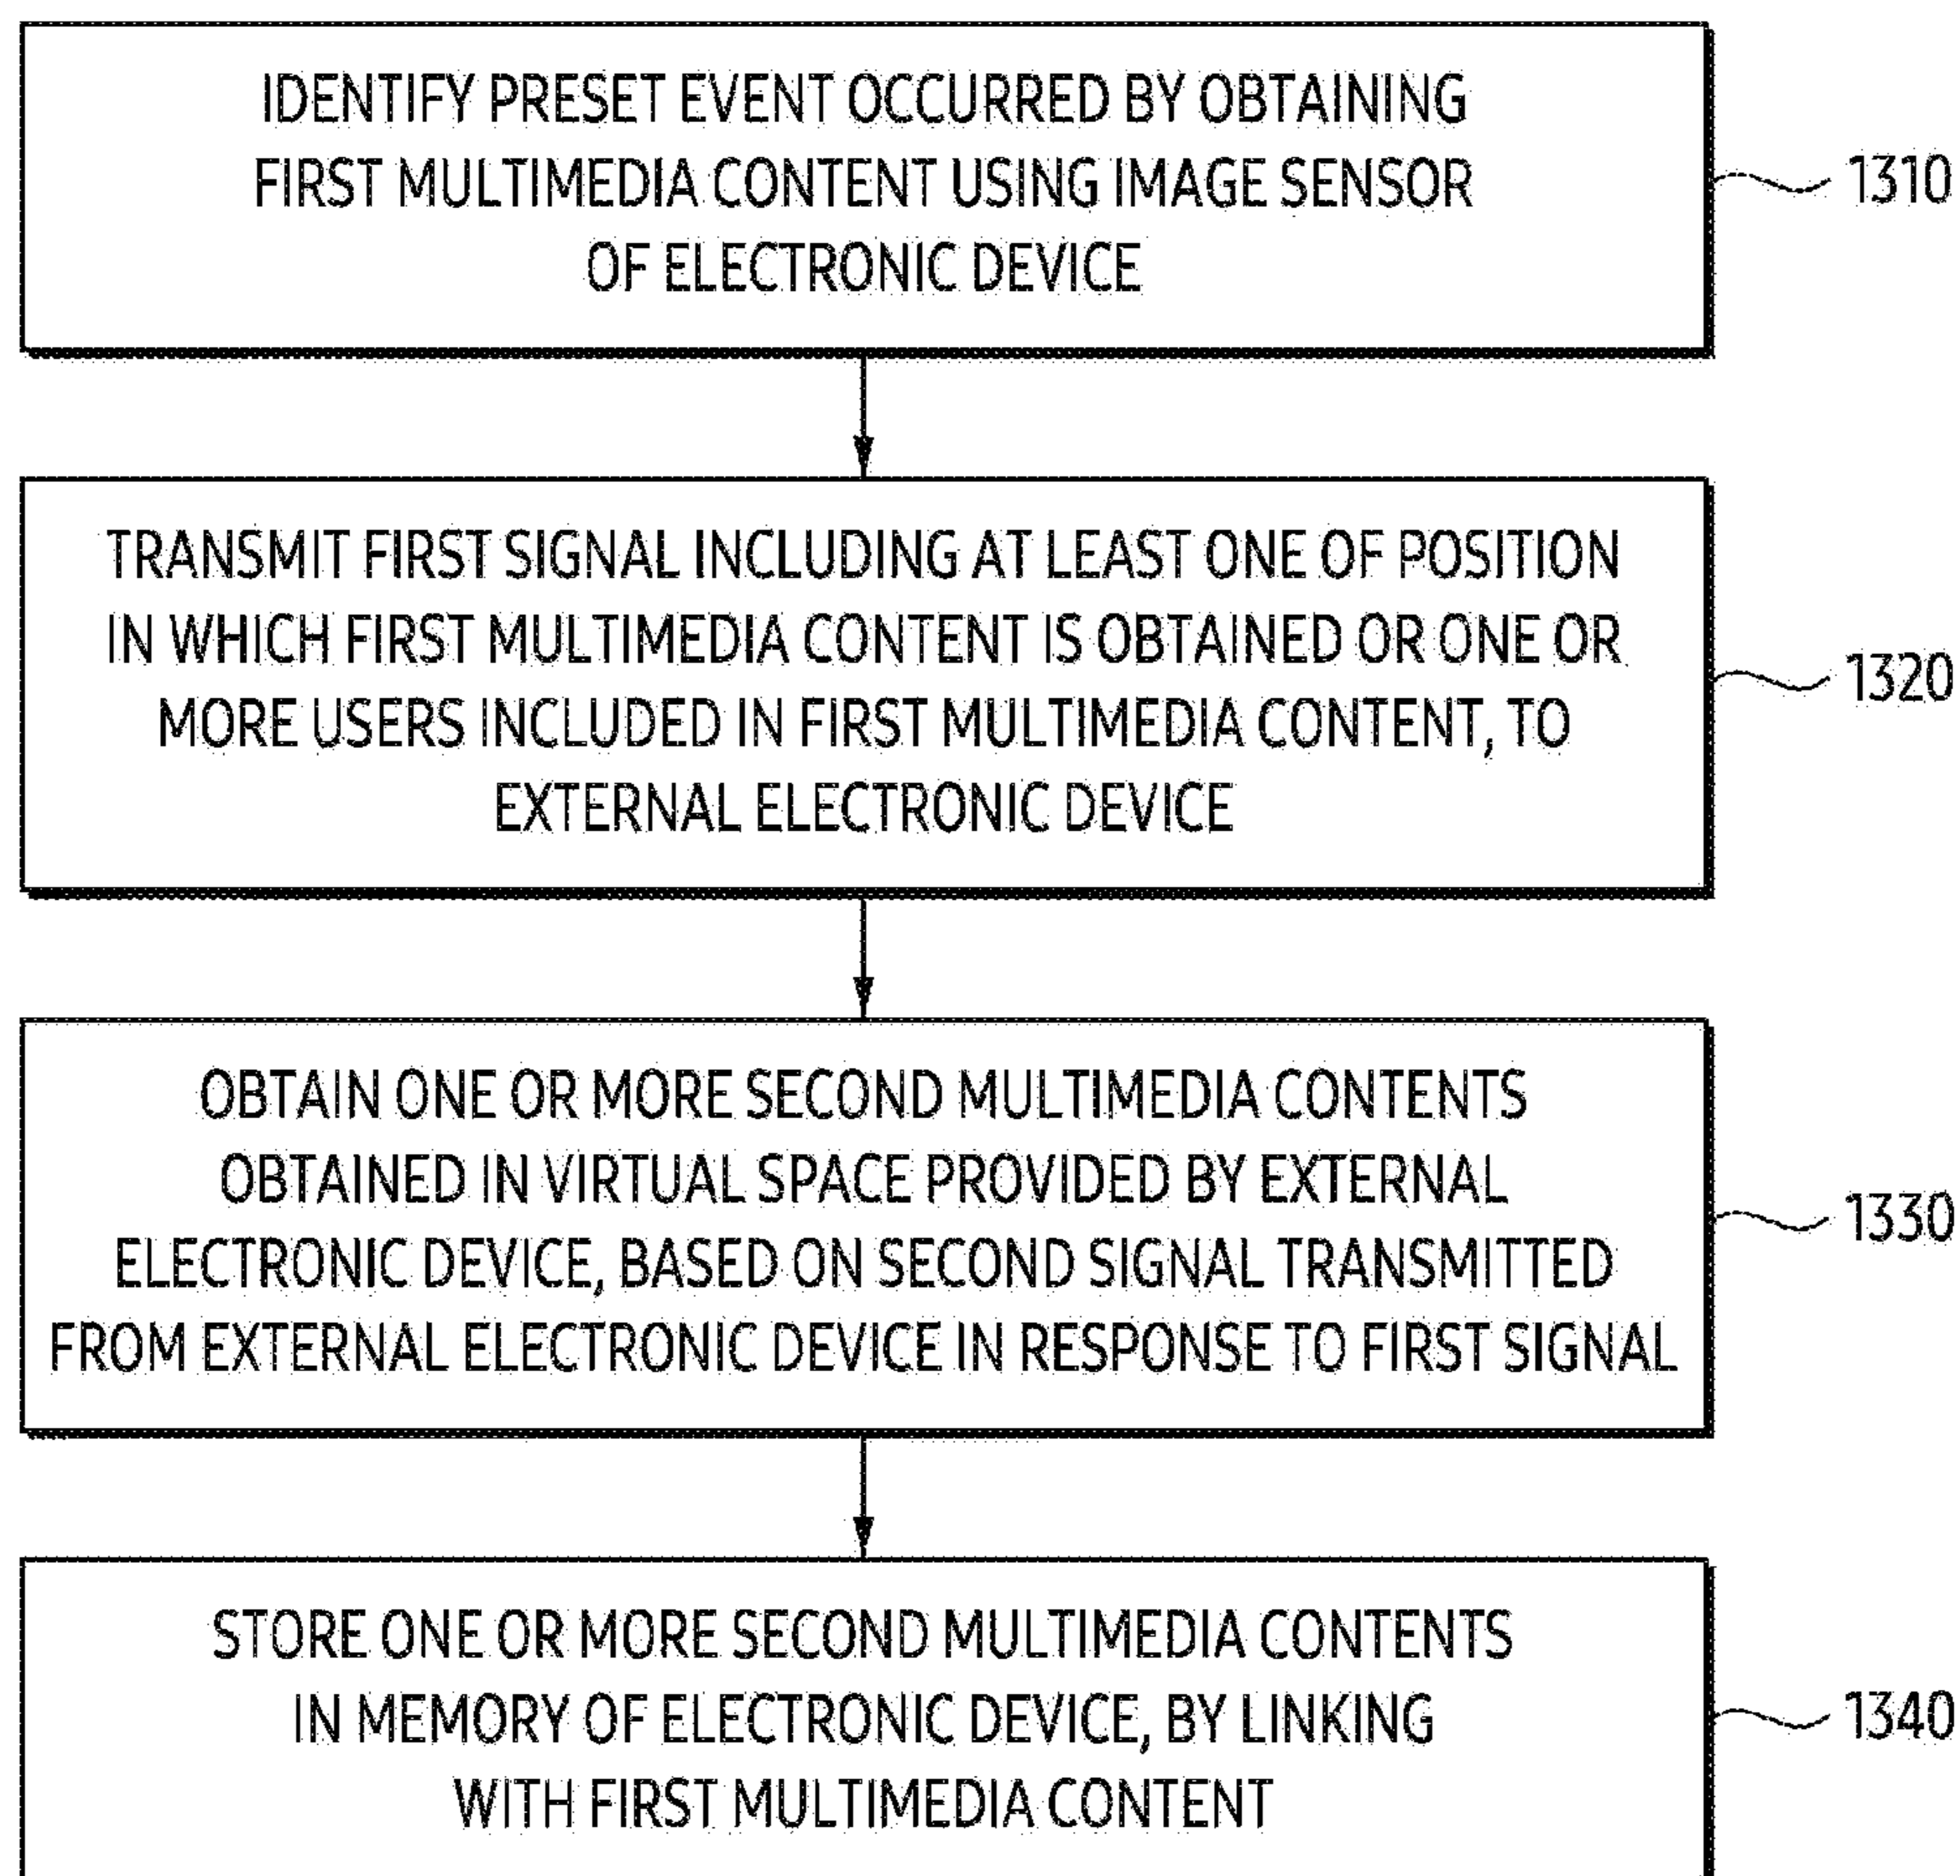 IDENTIFY PRESET EVENT OCCURRED BY OBTAINING
FIRST MULTIMEDIA CONTENT USING IMAGE SENSOR
OF ELECTRONIC DEVICE
1310
TRANSMIT FIRST SIGNAL INCLUDING AT LEAST ONE OF POSITION
IN WHICH FIRST MULTIMEDIA CONTENT IS OBTAINED OR ONE OR
MORE USERS INCLUDED IN FIRST MULTIMEDIA CONTENT, TO
EXTERNAL ELECTRONIC DEVICE
1320
OBTAIN ONE OR MORE SECOND MULTIMEDIA CONTENTS
OBTAINED IN VIRTUAL SPACE PROVIDED BY EXTERNAL
ELECTRONIC DEVICE, BASED ON SECOND SIGNAL TRANSMITTED
FROM EXTERNAL ELECTRONIC DEVICE IN RESPONSE TO FIRST SIGNAL
1330
STORE ONE OR MORE SECOND MULTIMEDIA CONTENTS
IN MEMORY OF ELECTRONIC DEVICE, BY LINKING
WITH FIRST MULTIMEDIA CONTENT
1340